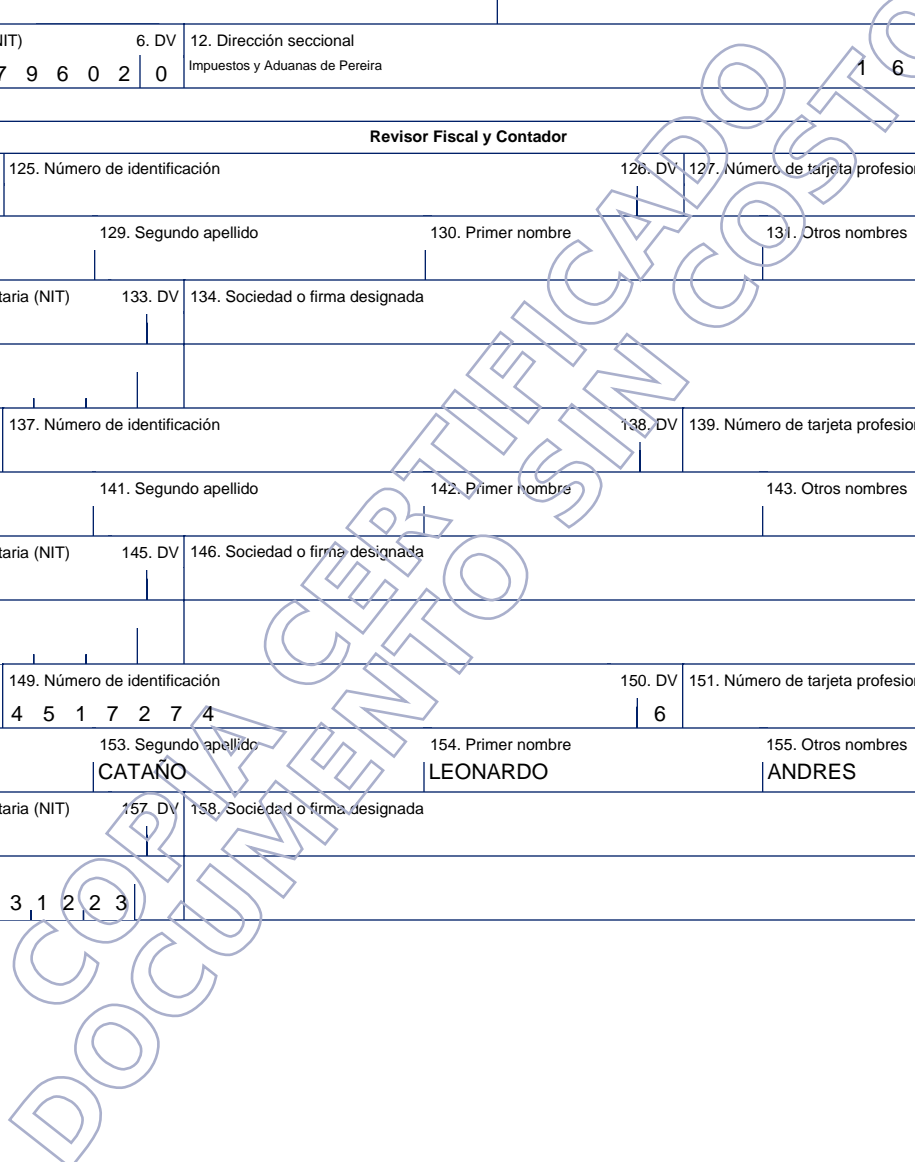 NIT) 6. DV 12. Dirección seccional
7 9 6 0 2 0 Impuestos y Aduanas de Pereira 1 6
Revisor Fiscal y Contador
125. Número de identificación 126. DV 127. Número de tarjeta profesion
129. Segundo apellido 130. Primer nombre 131. Otros nombres
taria (NIT) 133. DV 134. Sociedad o firma designada
137. Número de identificación 138. DV 139. Número de tarjeta profesion
141. Segundo apellido 142. Primer nombre 143. Otros nombres
taria (NIT) 145. DV 146. Sociedad o firma designada
149. Número de identificación 150. DV 151. Número de tarjeta profesion
4 5 1 7 2 7 4 6
153. Segundo apellido 154. Primer nombre 155. Otros nombres
CATAÑO LEONARDO ANDRES
taria (NIT) 157. DV 158. Sociedad o firma designada
3 1 2 2 3
COPIA CERTIFICADO
DOCUMENTO SIN COSTO